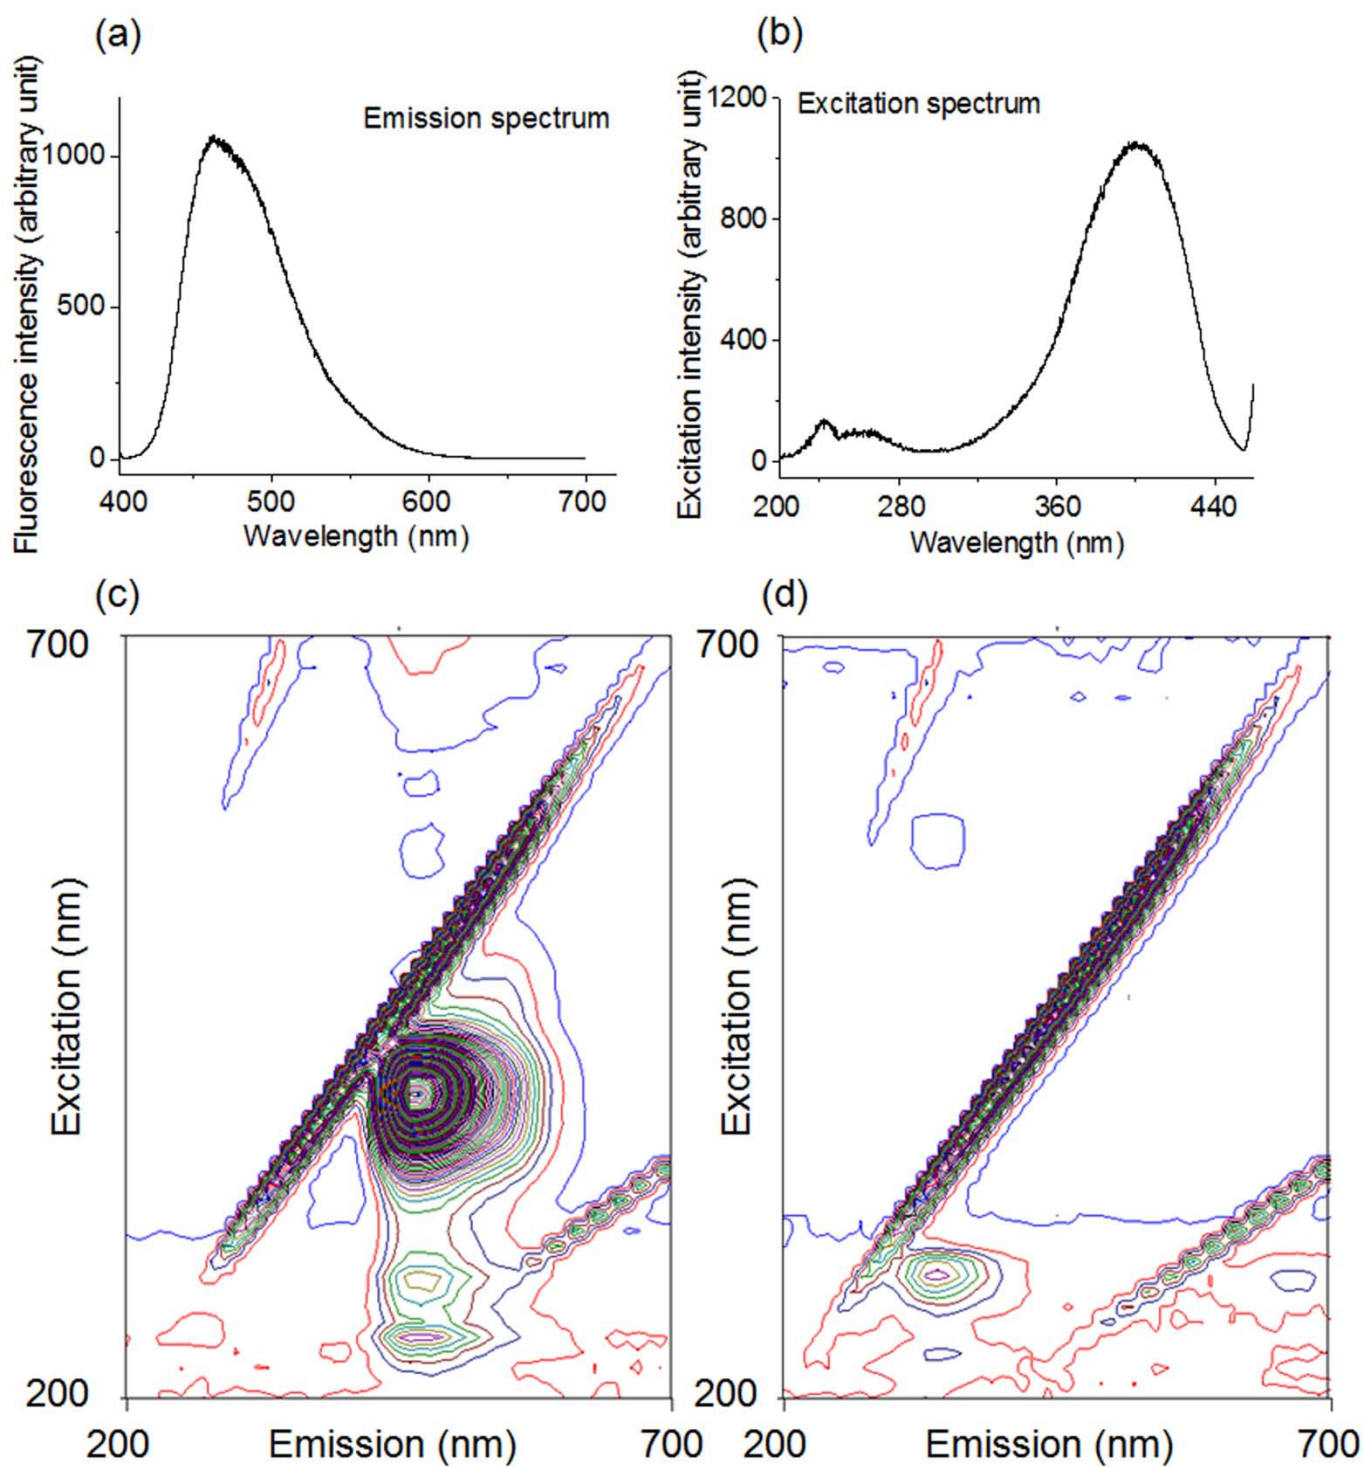 (a)
Fluorescence intensity (arbitrary unit)
Emission spectrum
1000
500
0
400 500 600 700
Wavelength (nm)
(b)
Excitation intensity (arbitrary unit)
Excitation spectrum
1200
800
400
0
200 280 360 440
Wavelength (nm)
(c)
700
Excitation (nm)
200
200 Emission (nm) 700
(d)
700
Excitation (nm)
200
200 Emission (nm) 700